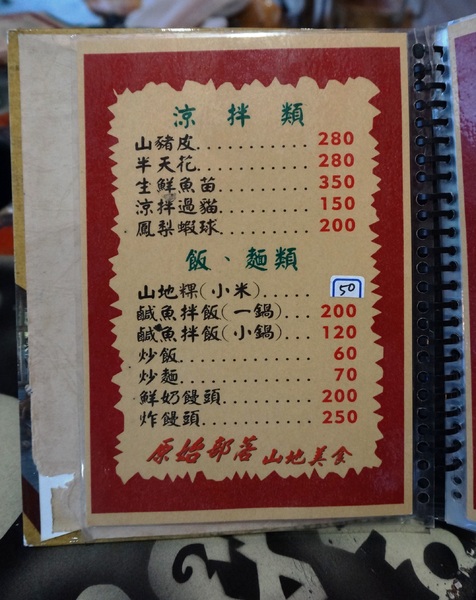 涼拌類
山豬皮.......... 280
半天花.......... 280
生鮮魚苗........ 350
涼拌過貓........ 150
鳳梨蝦球........ 200
飯、麵類
山地粿(小米)..... 50
鹹魚拌飯(一鍋)... 200
鹹魚拌飯(小鍋)... 120
炒飯............ 60
炒麵............ 70
鮮奶饅頭........ 200
炸饅頭.......... 250
原始部落 山地美食